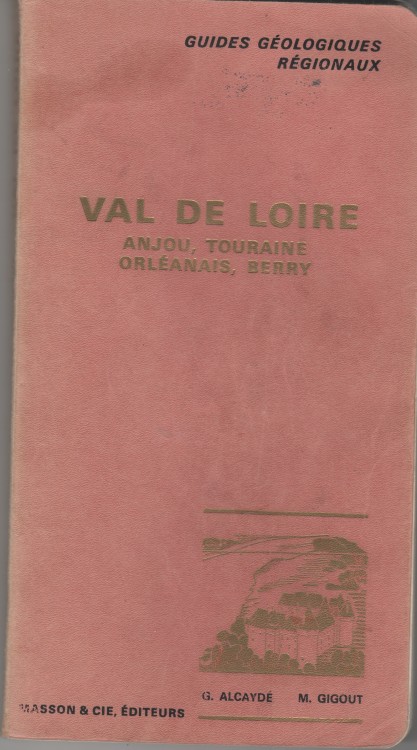 GUIDES GÉOLOGIQUES
RÉGIONAUX
VAL DE LOIRE
ANJOU, TOURAINE
ORLÉANAIS, BERRY
G. ALCAYDÉ M. GIGOUT
MASSON & CIE, ÉDITEURS